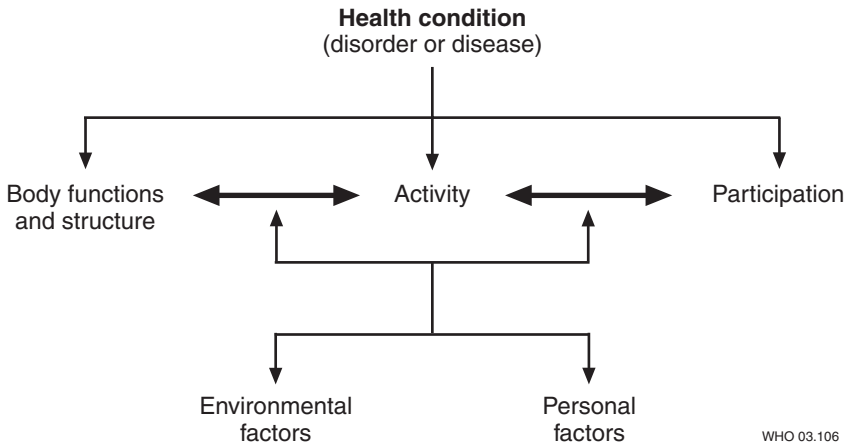 Health condition
(disorder or disease)
Body functions
and structure
Activity
Participation
Environmental
factors
Personal
factors
WHO 03.106